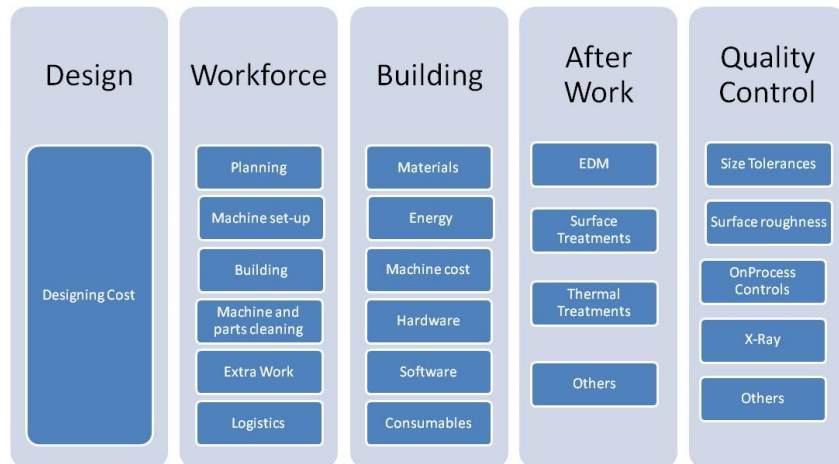 Design
Designing Cost
Workforce
Planning
Machine set-up
Building
Machine and
parts cleaning
Extra Work
Logistics
Building
Materials
Energy
Machine cost
Hardware
Software
Consumables
After
Work
EDM
Surface
Treatments
Thermal
Treatments
Others
Quality
Control
Size Tolerances
Surface roughness
OnProcess
Controls
X-Ray
Others